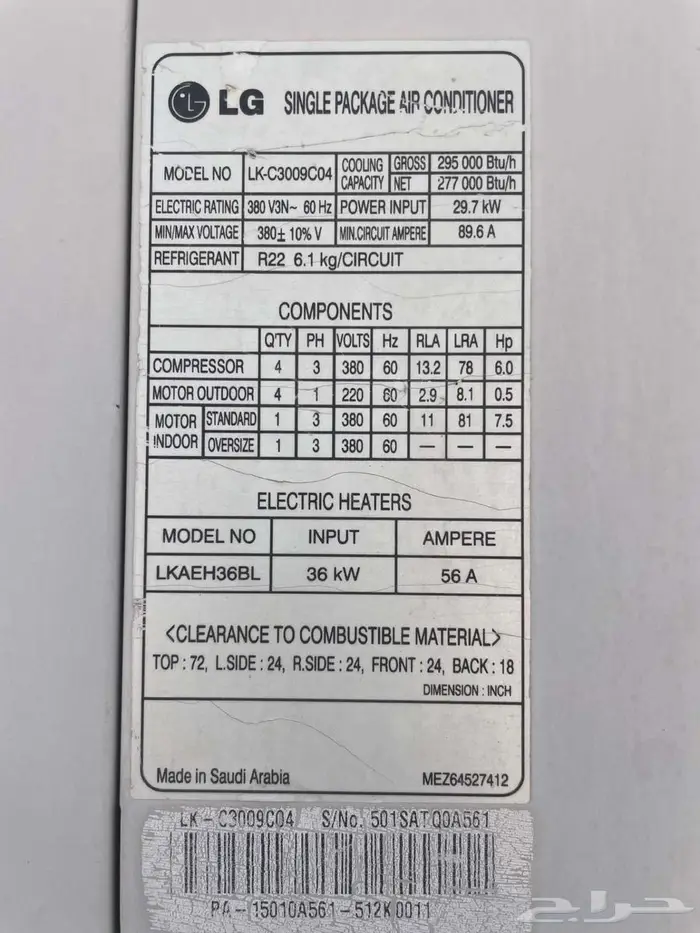 LG SINGLE PACKAGE AIR CONDITIONER
MODEL NO LK-C3009C04 COOLING CAPACITY GROSS 295 000 Btu/h
NET 277 000 Btu/h
ELECTRIC RATING 380 V3N~ 60 Hz POWER INPUT 29.7 kW
MIN/MAX VOLTAGE 380± 10% V MIN.CIRCUIT AMPERE 89.6 A
REFRIGERANT R22 6.1 kg/CIRCUIT
COMPONENTS
Q'TY PH VOLTS Hz RLA LRA Hp
COMPRESSOR 4 3 380 60 13.2 78 6.0
MOTOR OUTDOOR 4 1 220 60 2.9 8.1 0.5
MOTOR INDOOR STANDARD 1 3 380 60 11 81 7.5
OVERSIZE 1 3 380 60 — — —
ELECTRIC HEATERS
MODEL NO INPUT AMPERE
LKAEH36BL 36 kW 56 A
<CLEARANCE TO COMBUSTIBLE MATERIAL>
TOP : 72, L.SIDE : 24, R.SIDE : 24, FRONT : 24, BACK : 18
DIMENSION : INCH
Made in Saudi Arabia MEZ64527412
LK-C3009C04 S/No. 501SATQ0A561
PA-15010A561-512K0011
حراج